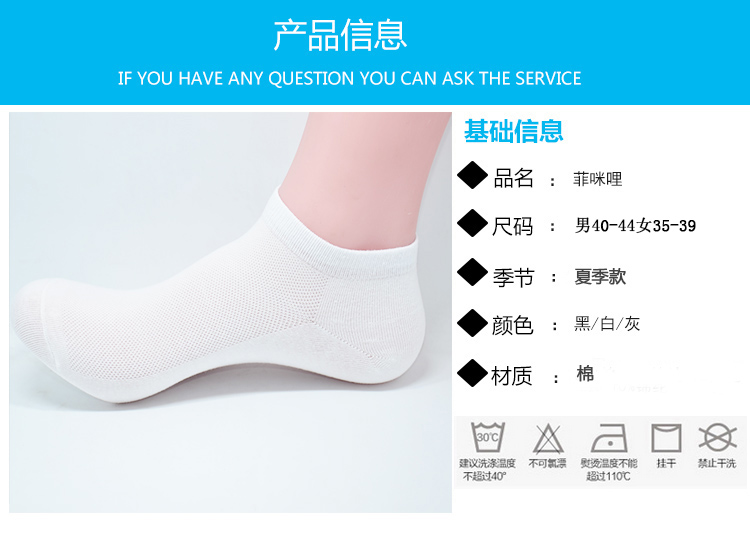 产品信息
IF YOU HAVE ANY QUESTION YOU CAN ASK THE SERVICE
基础信息
品名 : 菲咪哩
尺码 : 男40-44女35-39
季节 : 夏季款
颜色 : 黑/白/灰
材质 : 棉
30℃
建议洗涤温度
不超过40°
不可氯漂
熨烫温度不能
超过110℃
挂干
禁止干洗